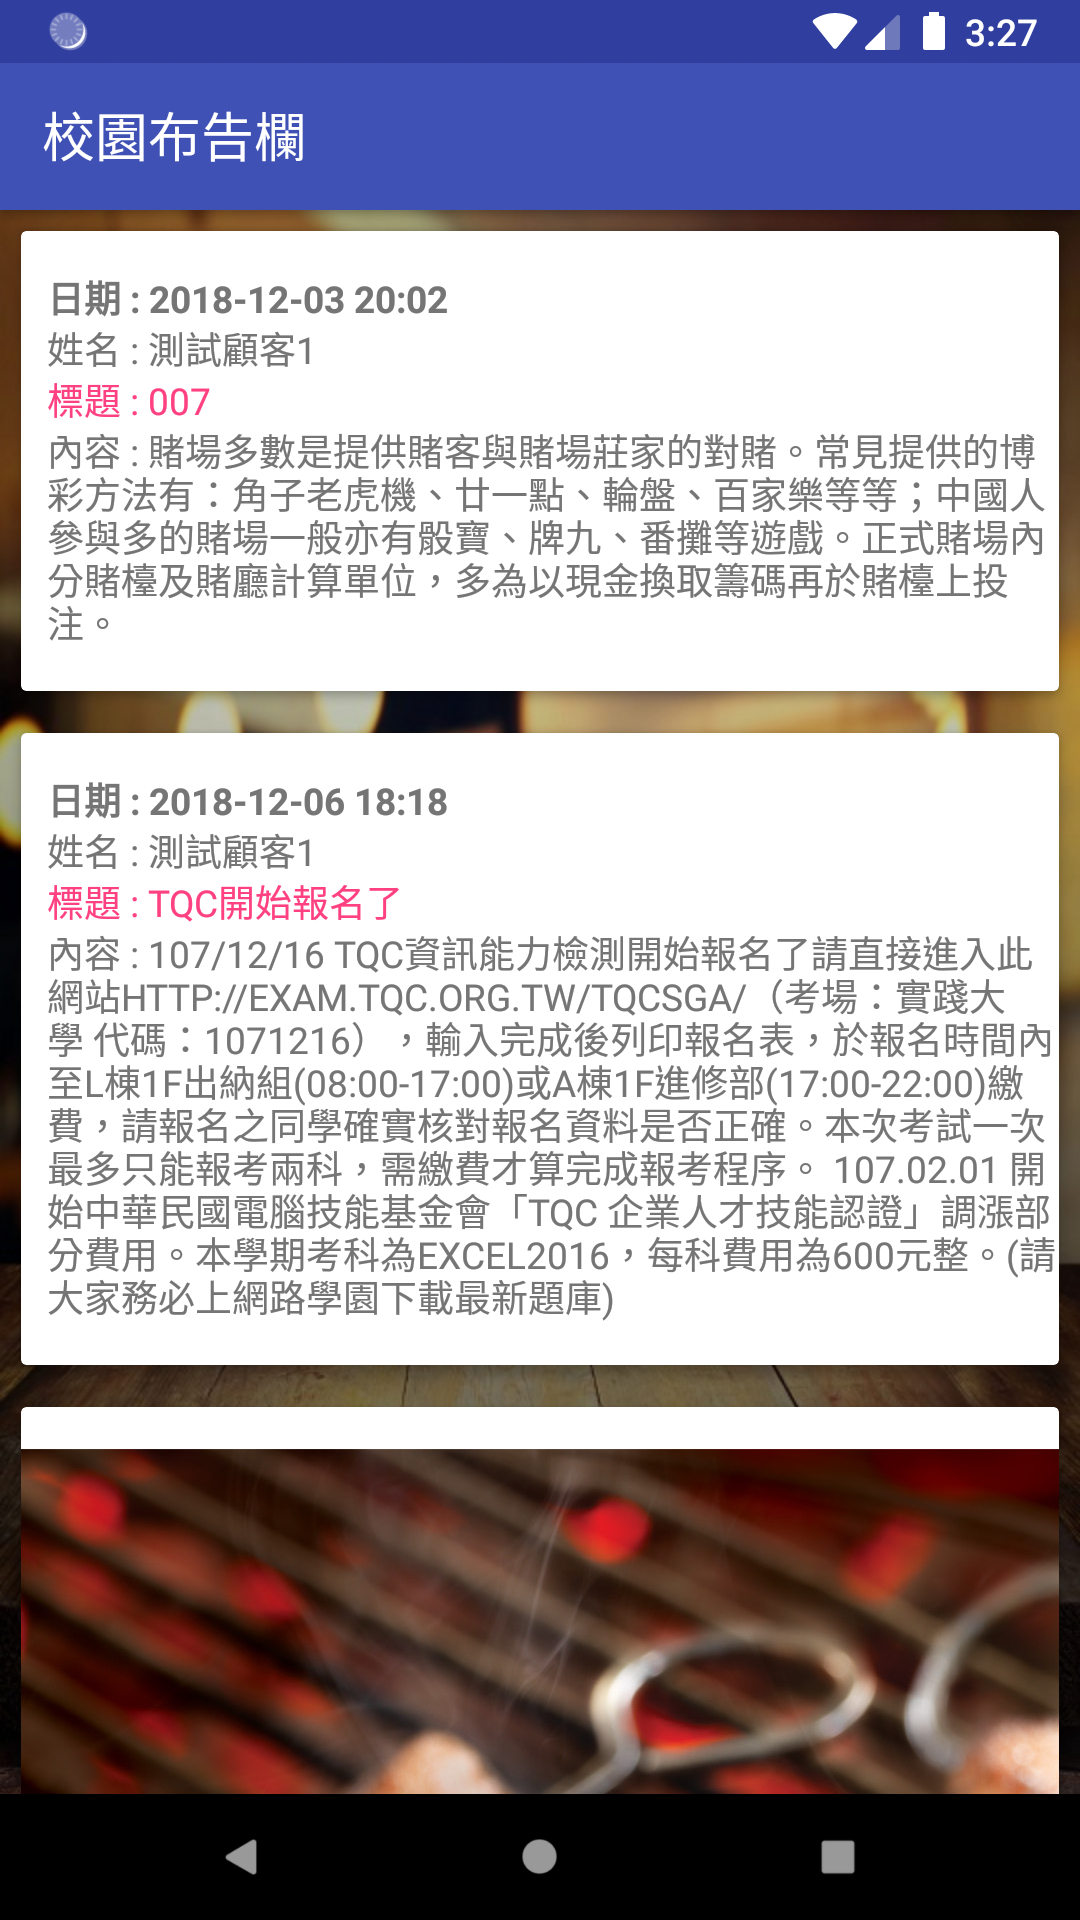 3:27
校園布告欄
日期 : 2018-12-03 20:02
姓名 : 測試顧客1
標題 : 007
內容 : 賭場多數是提供賭客與賭場莊家的對賭。常見提供的博
彩方法有：角子老虎機、廿一點、輪盤、百家樂等等；中國人
參與多的賭場一般亦有骰寶、牌九、番攤等遊戲。正式賭場內
分賭檯及賭廳計算單位，多為以現金換取籌碼再於賭檯上投
注。
日期 : 2018-12-06 18:18
姓名 : 測試顧客1
標題 : TQC開始報名了
內容 : 107/12/16 TQC資訊能力檢測開始報名了請直接進入此
網站HTTP://EXAM.TQC.ORG.TW/TQCSGA/（考場：實踐大
學 代碼：1071216），輸入完成後列印報名表，於報名時間內
至L棟1F出納組(08:00-17:00)或A棟1F進修部(17:00-22:00)繳
費，請報名之同學確實核對報名資料是否正確。本次考試一次
最多只能報考兩科，需繳費才算完成報考程序。 107.02.01 開
始中華民國電腦技能基金會「TQC 企業人才技能認證」調漲部
分費用。本學期考科為EXCEL2016，每科費用為600元整。(請
大家務必上網路學園下載最新題庫)